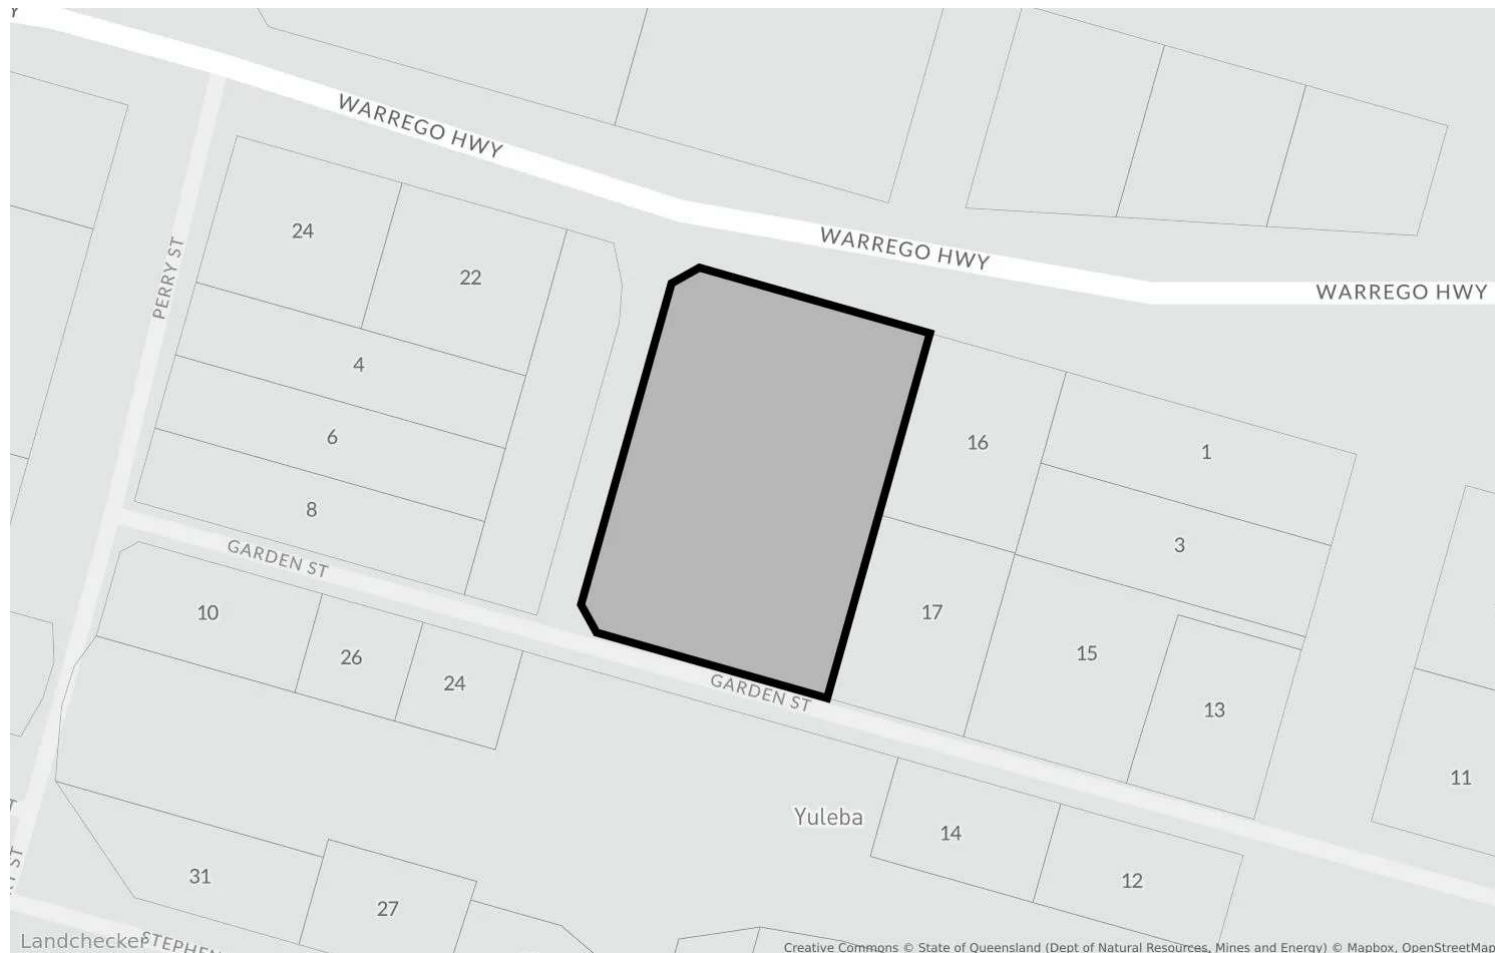 WARREGO HWY
WARREGO HWY
WARREGO HWY
24
22
PERRY ST
4
16
1
6
3
8
GARDEN ST
10
17
26
15
24
GARDEN ST
13
11
Yuleba
14
31
12
27
Landchecker
STEPHEN
Creative Commons © State of Queensland (Dept of Natural Resources, Mines and Energy) © Mapbox, OpenStreetMap